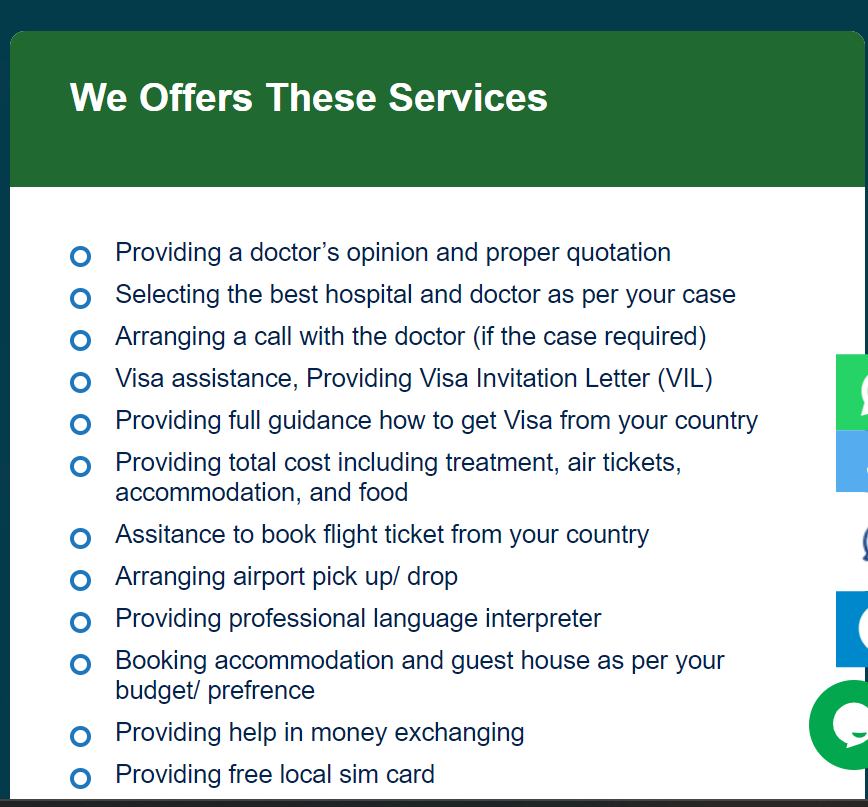 We Offers These Services
Providing a doctor’s opinion and proper quotation
Selecting the best hospital and doctor as per your case
Arranging a call with the doctor (if the case required)
Visa assistance, Providing Visa Invitation Letter (VIL)
Providing full guidance how to get Visa from your country
Providing total cost including treatment, air tickets,
accommodation, and food
Assitance to book flight ticket from your country
Arranging airport pick up/ drop
Providing professional language interpreter
Booking accommodation and guest house as per your
budget/ prefrence
Providing help in money exchanging
Providing free local sim card